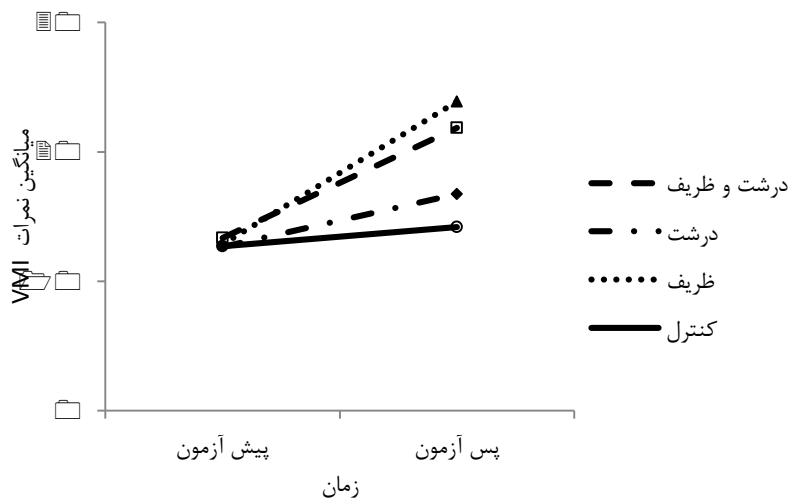 میانگین نمرات VMI
درشت و ظریف
درشت
ظریف
کنترل
پیش آزمون
پس آزمون
زمان